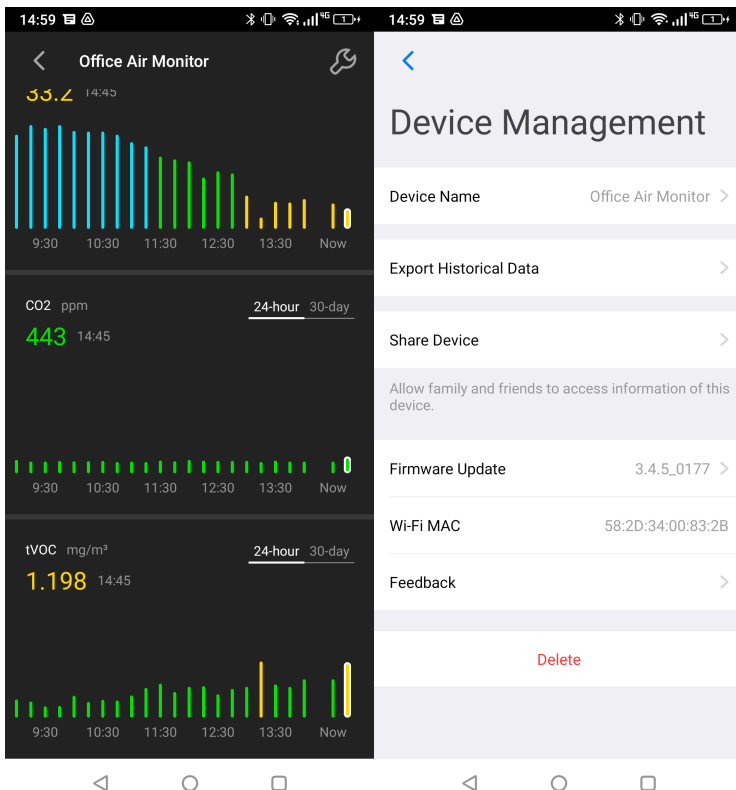 14:59
4G
1
Office Air Monitor
33.2 14:45
9:30 10:30 11:30 12:30 13:30 Now
CO2 ppm
24-hour 30-day
443 14:45
9:30 10:30 11:30 12:30 13:30 Now
tVOC mg/m³
24-hour 30-day
1.198 14:45
9:30 10:30 11:30 12:30 13:30 Now
14:59
4G
1
Device Management
Device Name Office Air Monitor
Export Historical Data
Share Device
Allow family and friends to access information of this
device.
Firmware Update 3.4.5_0177
Wi-Fi MAC 58:2D:34:00:83:2B
Feedback
Delete